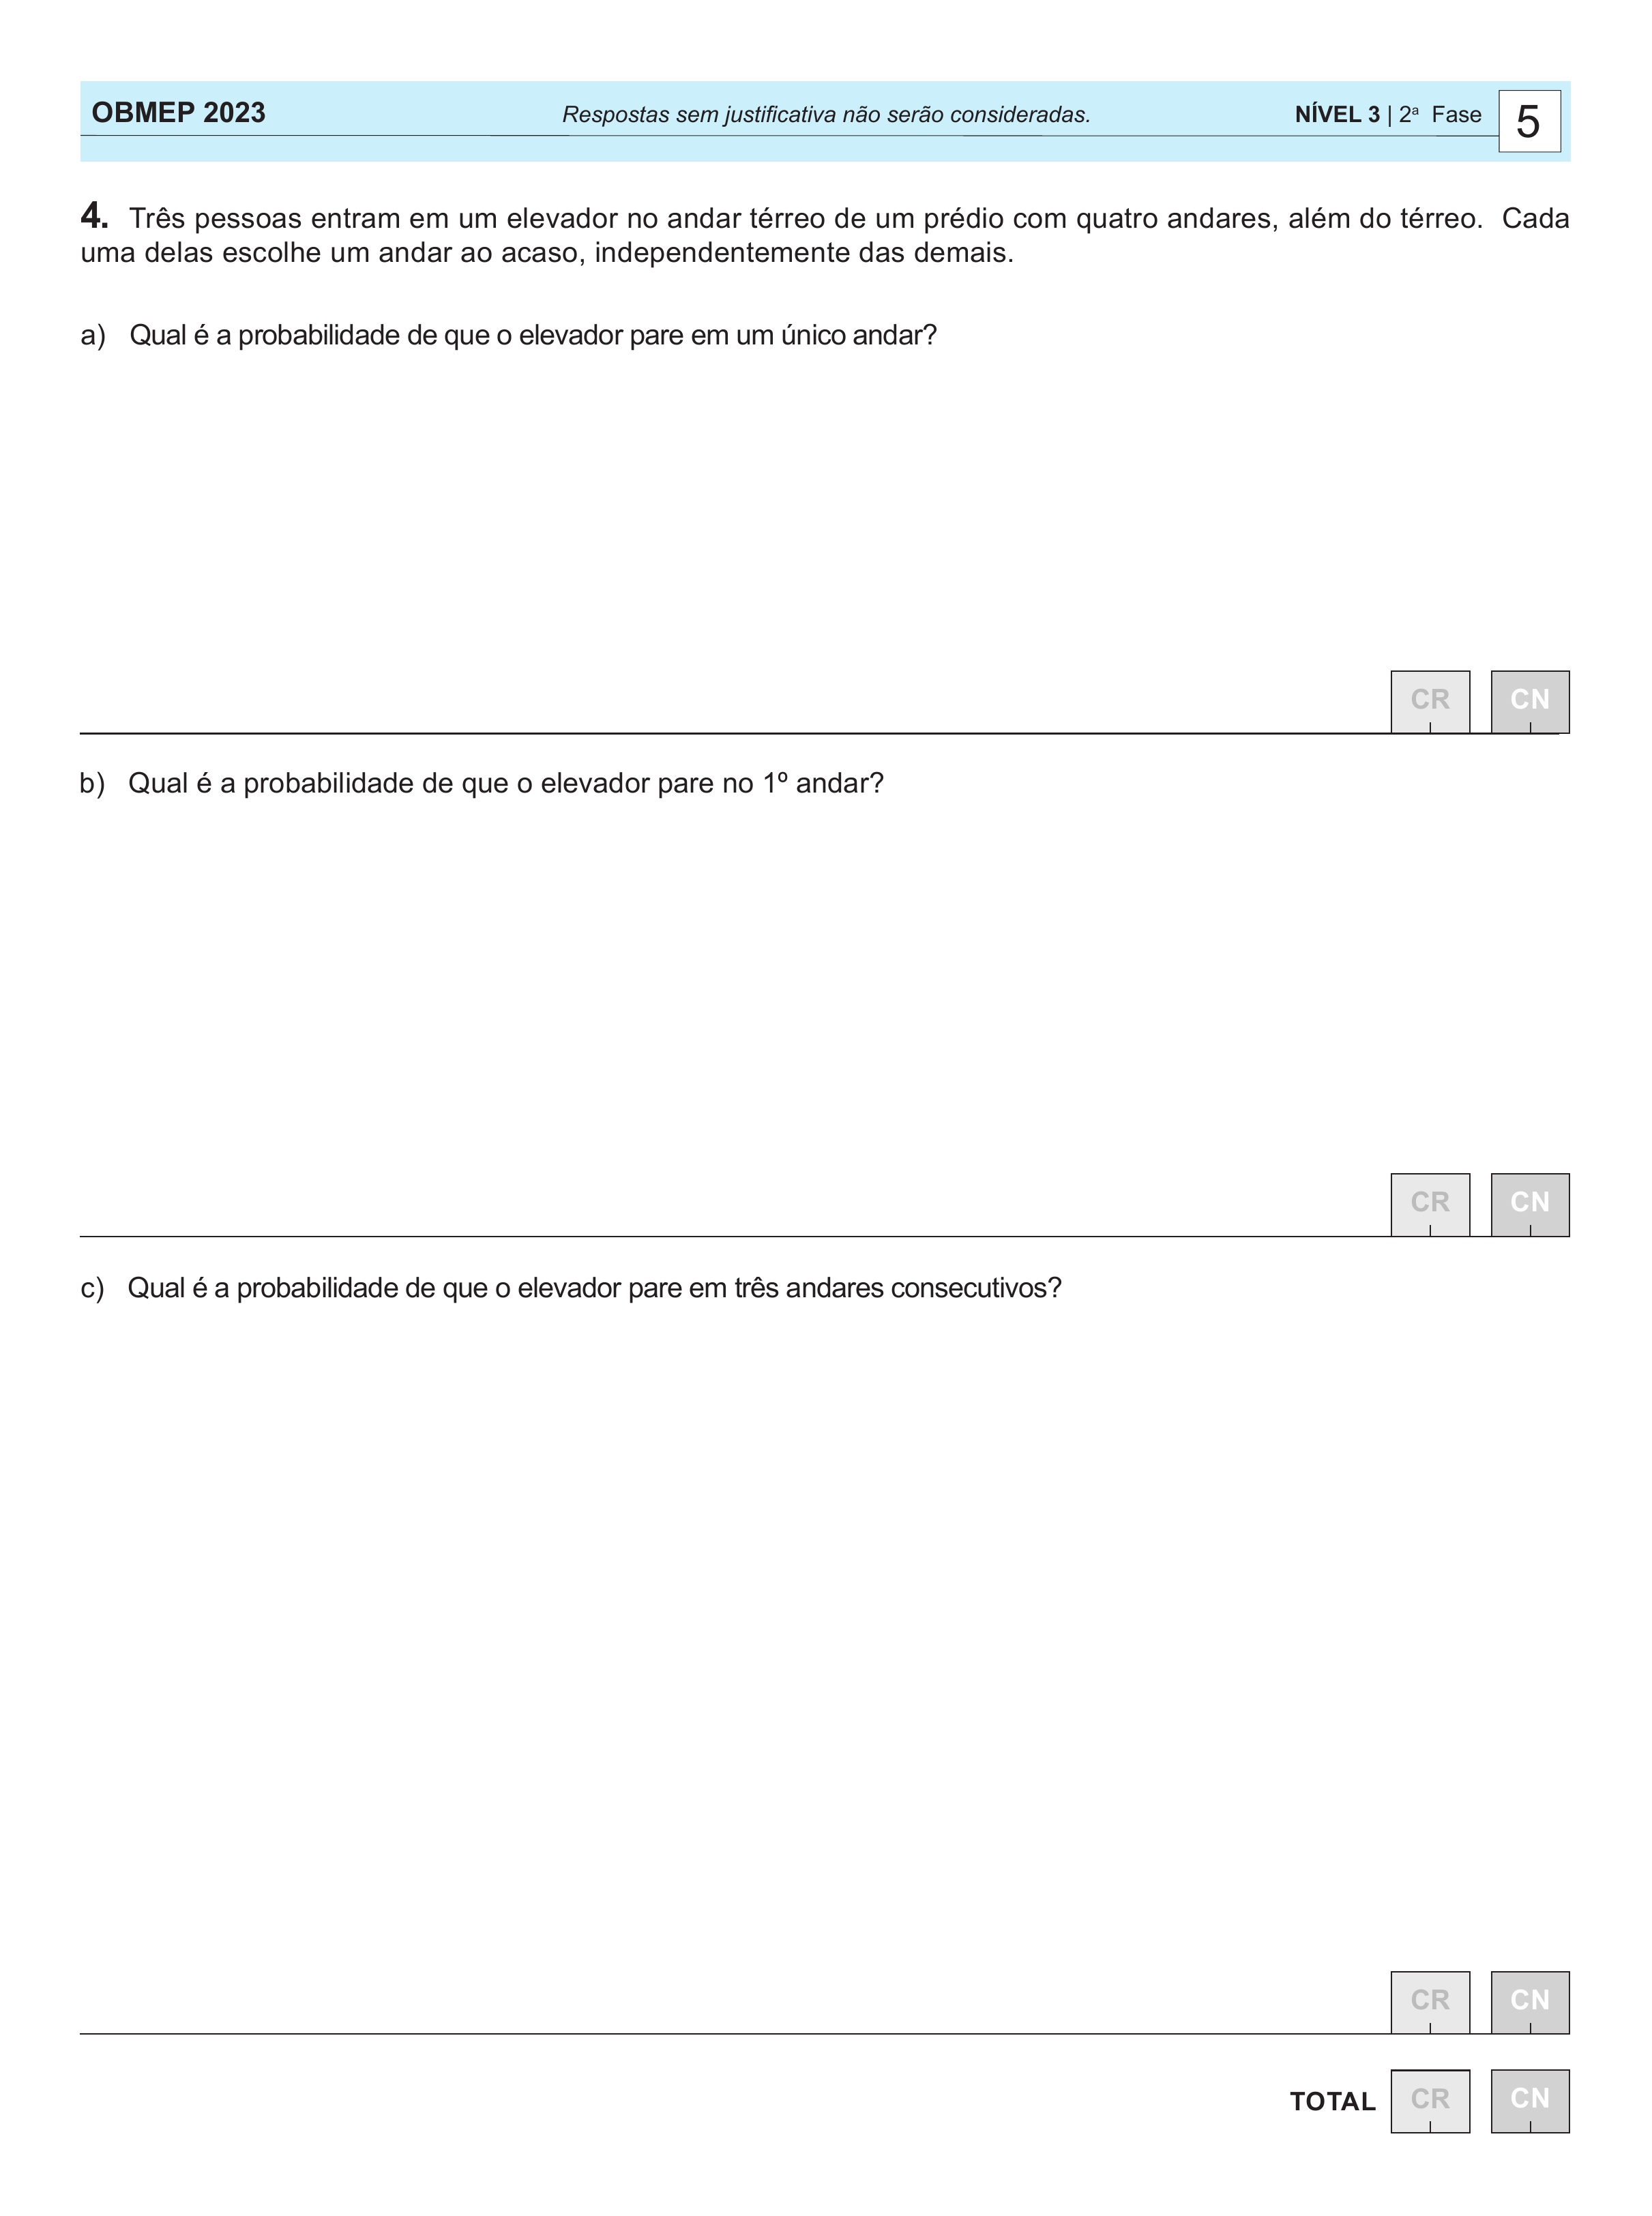 OBMEP 2023
Respostas sem justificativa não serão consideradas.
NÍVEL 3 | 2ª Fase
5
4. Três pessoas entram em um elevador no andar térreo de um prédio com quatro andares, além do térreo. Cada
uma delas escolhe um andar ao acaso, independentemente das demais.
a) Qual é a probabilidade de que o elevador pare em um único andar?
CR CN
b) Qual é a probabilidade de que o elevador pare no 1º andar?
CR CN
c) Qual é a probabilidade de que o elevador pare em três andares consecutivos?
CR CN
TOTAL CR CN